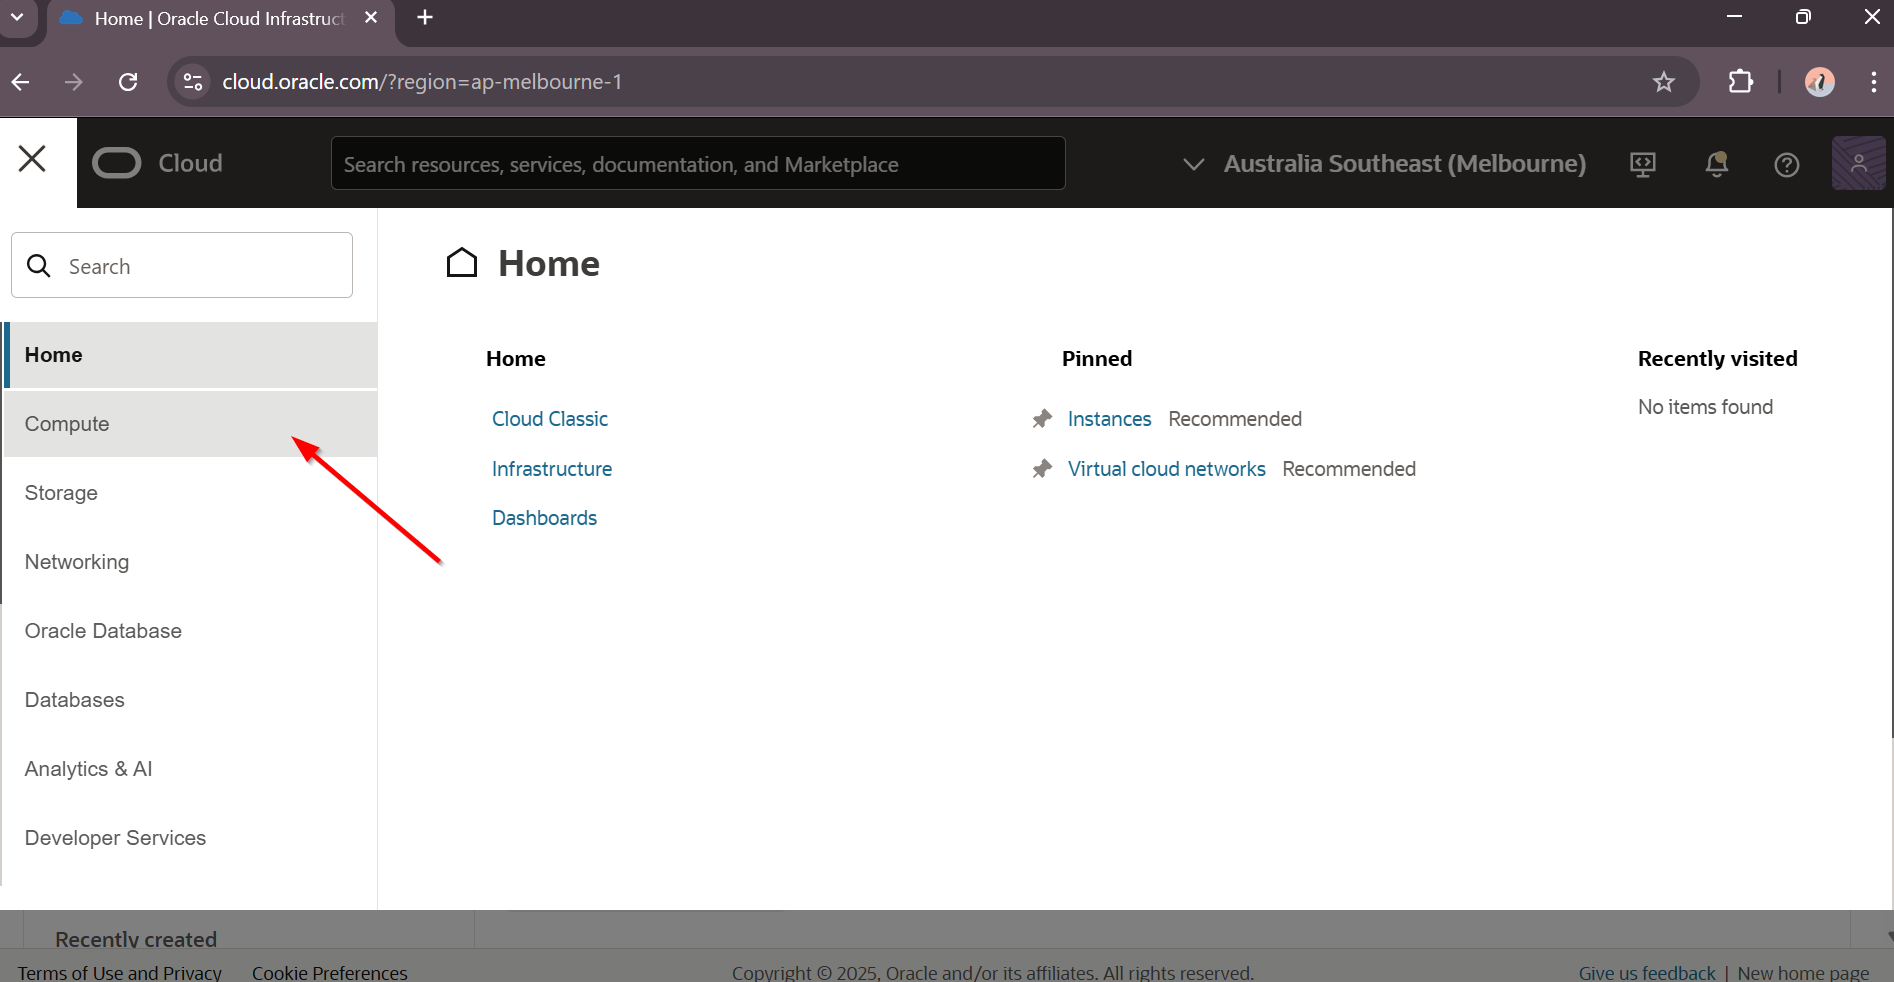 Home | Oracle Cloud Infrastruct
cloud.oracle.com/?region=ap-melbourne-1
Cloud
Search resources, services, documentation, and Marketplace
Australia Southeast (Melbourne)
Search
Home
Compute
Storage
Networking
Oracle Database
Databases
Analytics & AI
Developer Services
Home
Home
Cloud Classic
Infrastructure
Dashboards
Pinned
Instances Recommended
Virtual cloud networks Recommended
Recently visited
No items found
Recently created
Terms of Use and Privacy Cookie Preferences
Copyright © 2025, Oracle and/or its affiliates. All rights reserved.
Give us feedback | New home page